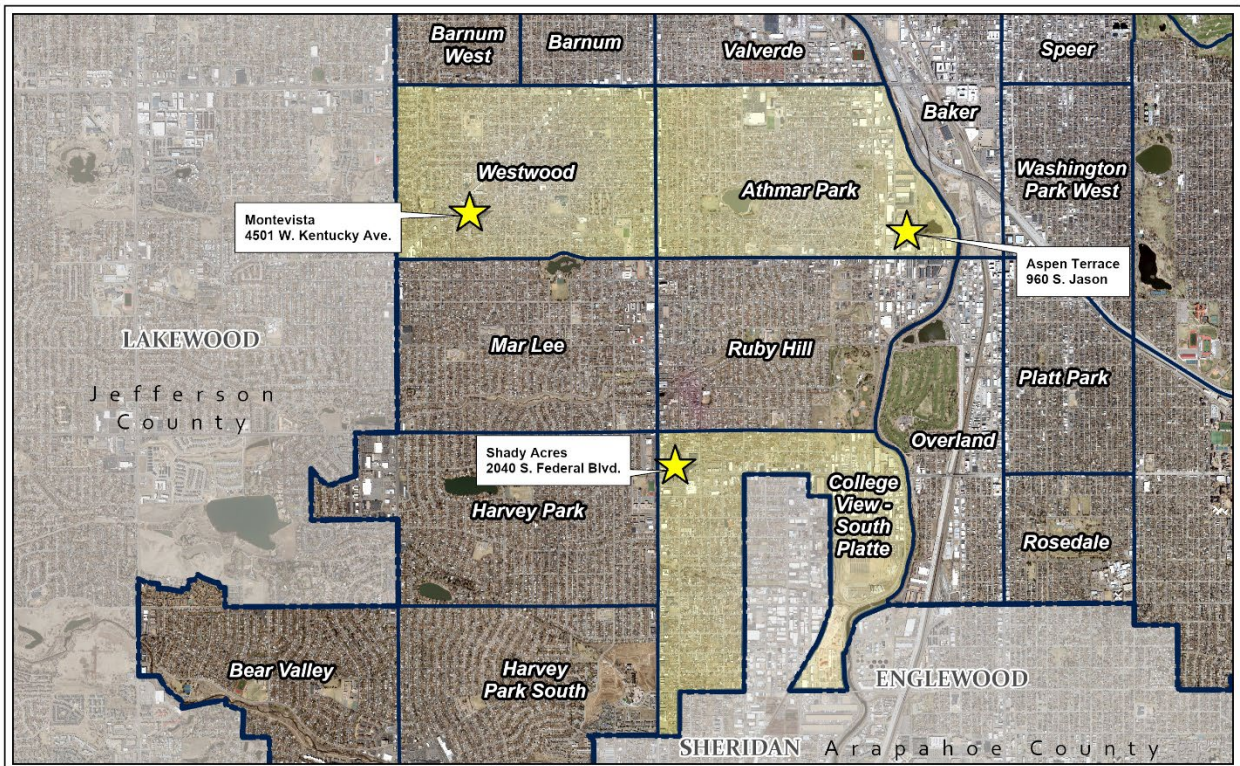 Barnum
West
Barnum
Valverde
Speer
Baker
Westwood
Athmar Park
Washington
Park West
Montevista
4501 W. Kentucky Ave.
Aspen Terrace
960 S. Jason
LAKEWOOD
Mar Lee
Ruby Hill
Platt Park
Jefferson
County
Overland
Shady Acres
2040 S. Federal Blvd.
College
View -
South
Platte
Harvey Park
Rosedale
Bear Valley
Harvey
Park South
ENGLEWOOD
SHERIDAN
Arapahoe County